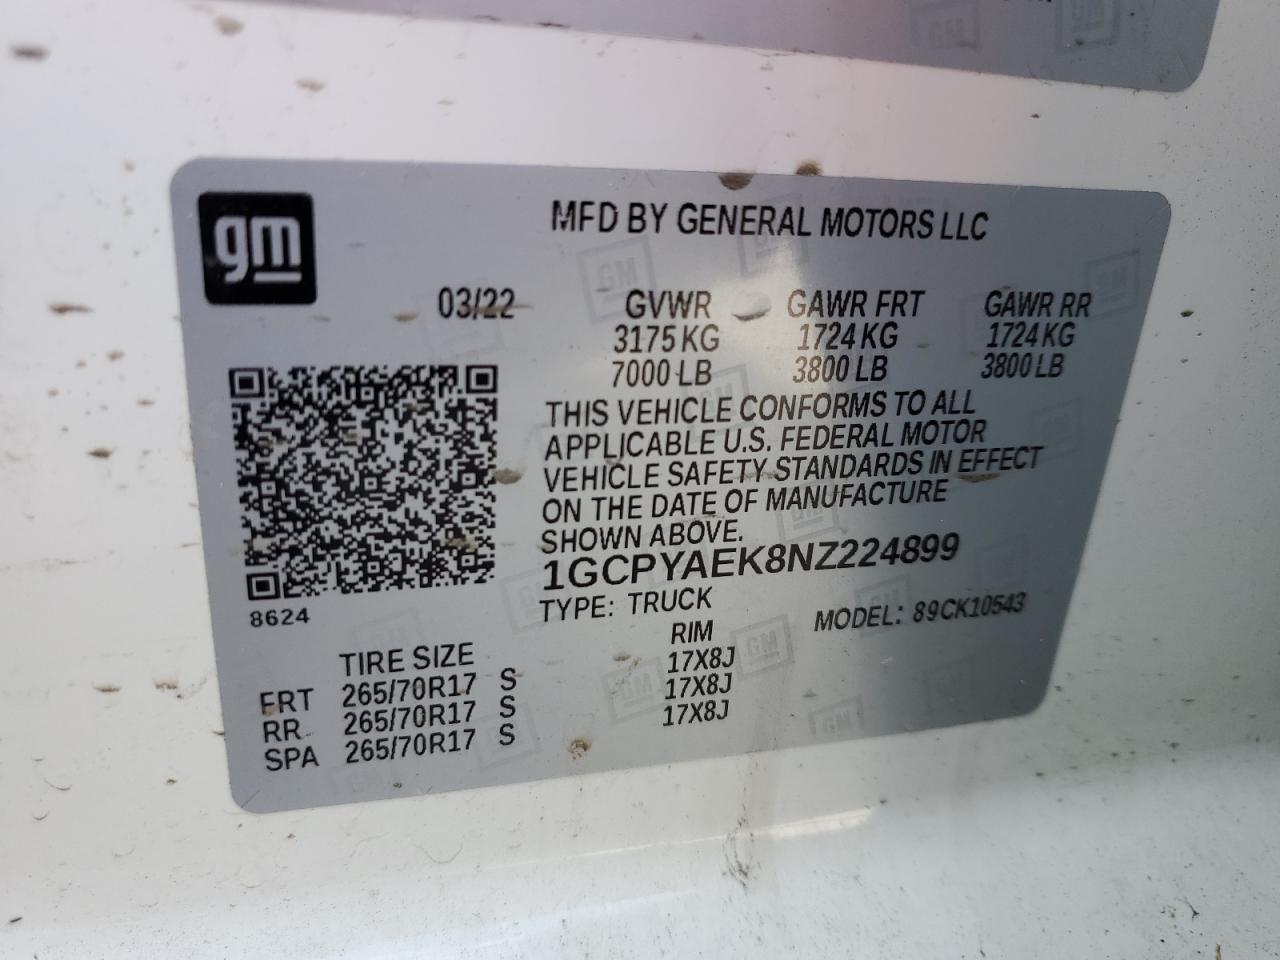 gm
MFD BY GENERAL MOTORS LLC
03/22 GVWR GAWR FRT GAWR RR
3175 KG 1724 KG 1724 KG
7000 LB 3800 LB 3800 LB
THIS VEHICLE CONFORMS TO ALL
APPLICABLE U.S. FEDERAL MOTOR
VEHICLE SAFETY STANDARDS IN EFFECT
ON THE DATE OF MANUFACTURE
SHOWN ABOVE.
1GCPYAEK8NZ224899
8624
TYPE: TRUCK MODEL: 89CK10543
TIRE SIZE RIM
FRT 265/70R17 S 17X8J
RR 265/70R17 S 17X8J
SPA 265/70R17 S 17X8J